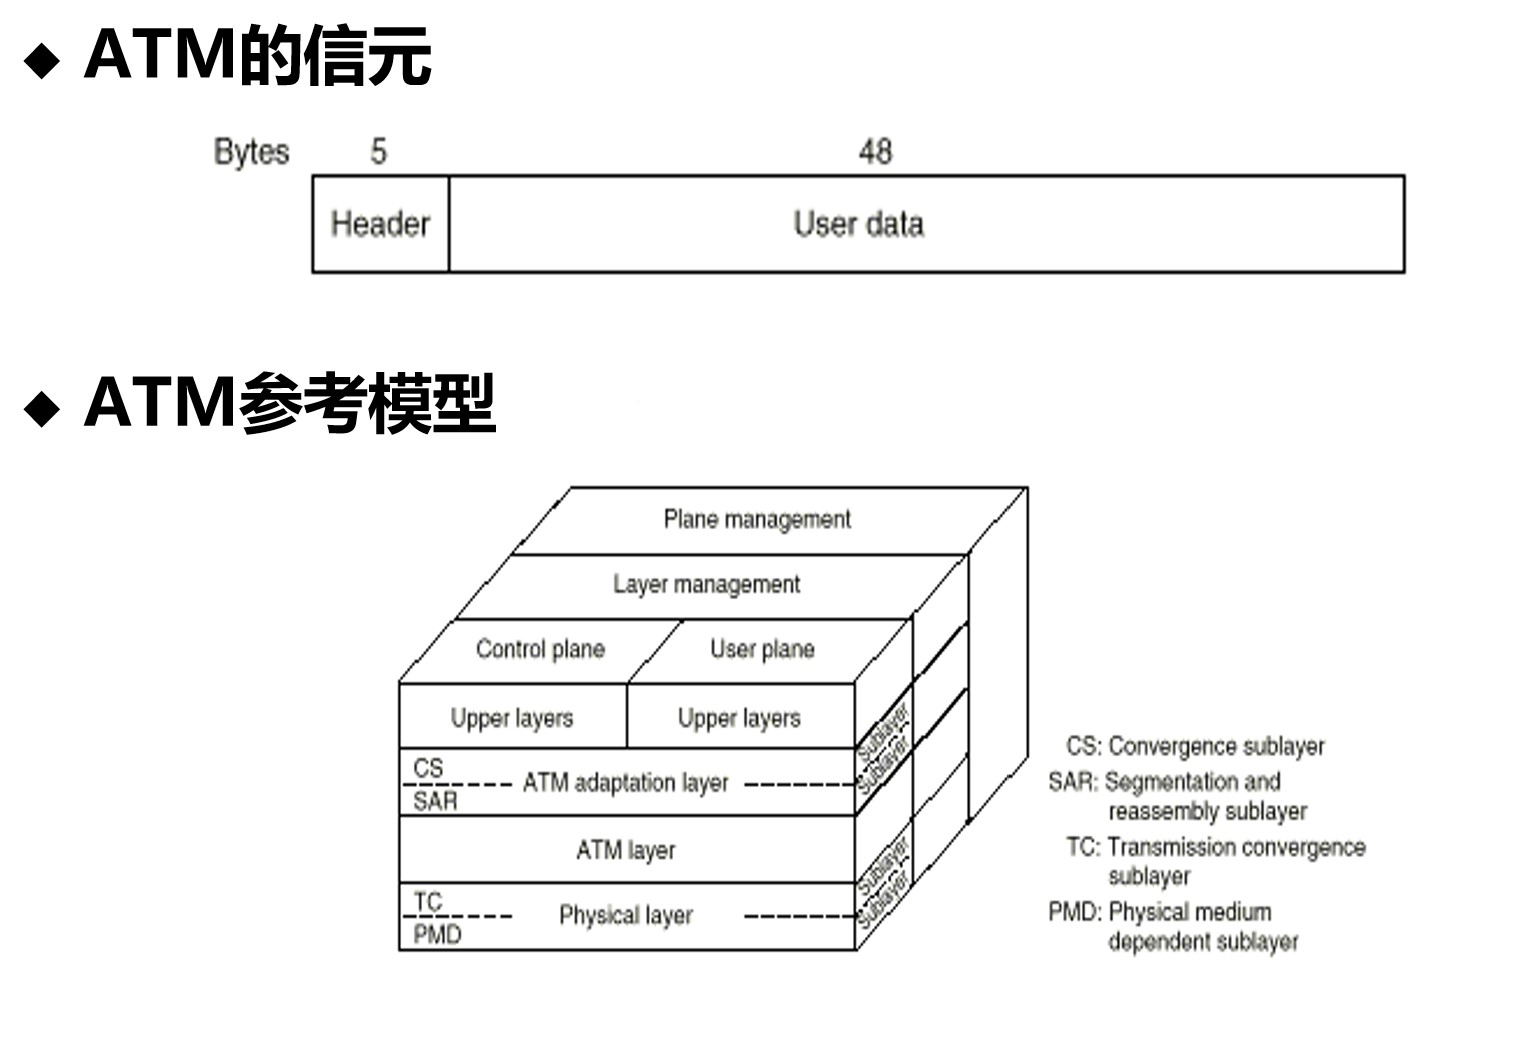 ◆ ATM的信元
Bytes 5 48
Header User data
◆ ATM参考模型
Plane management
Layer management
Control plane User plane
Upper layers Upper layers
Sublayer
Sublayer
CS
ATM adaptation layer
SAR
ATM layer
Sublayer
Sublayer
TC
Physical layer
PMD
CS: Convergence sublayer
SAR: Segmentation and
reassembly sublayer
TC: Transmission convergence
sublayer
PMD: Physical medium
dependent sublayer